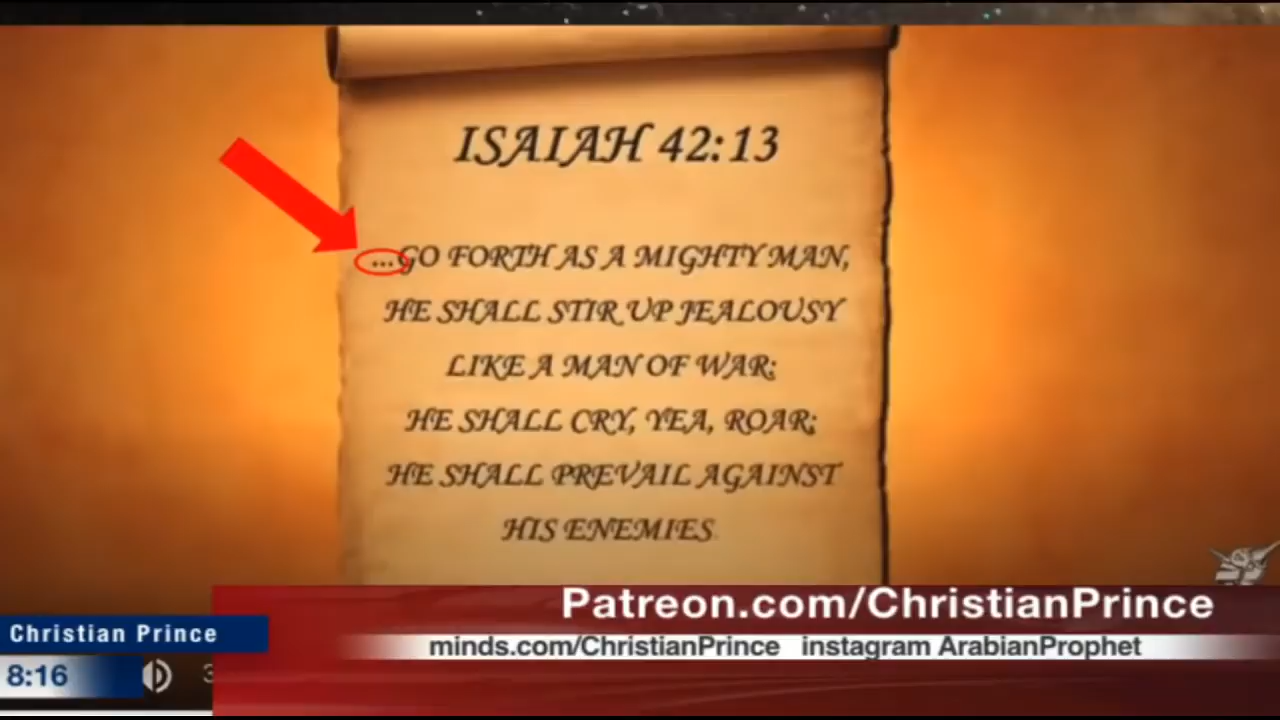 ISAIAH 42:13
...GO FORTH AS A MIGHTY MAN,
HE SHALL STIR UP JEALOUSY
LIKE A MAN OF WAR:
HE SHALL CRY, YEA, ROAR;
HE SHALL PREVAIL AGAINST
HIS ENEMIES.
Patreon.com/ChristianPrince
Christian Prince
minds.com/ChristianPrince instagram ArabianProphet
8:16